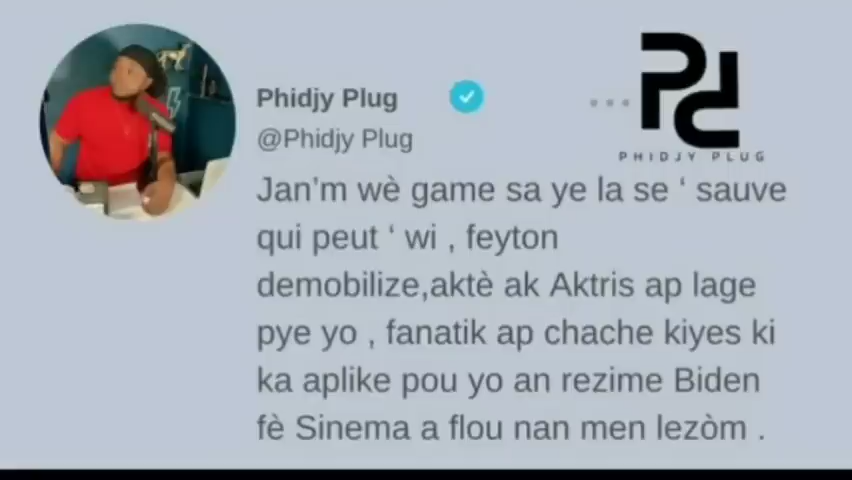 Phidjy Plug
@Phidjy Plug
PHIDJY PLUG
Jan'm wè game sa ye la se ‘ sauve
qui peut ‘ wi , feyton
demobilize,aktè ak Aktris ap lage
pye yo , fanatik ap chache kiyes ki
ka aplike pou yo an rezime Biden
fè Sinema a flou nan men lezòm .